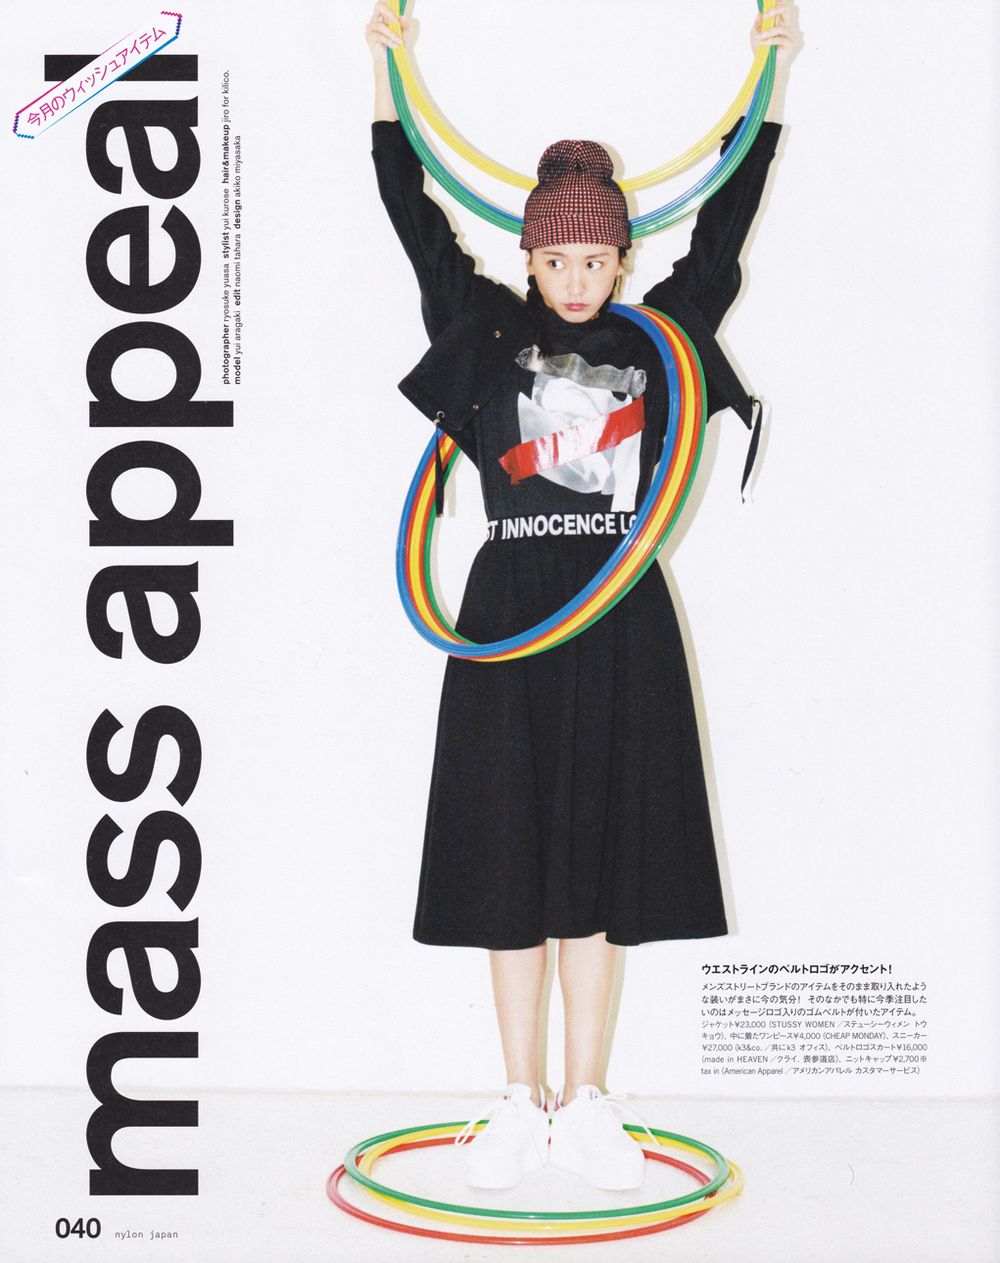 今月のウィッシュアイテム
mass appeal
photographer ryosuke yuasa stylist yui kurose hair&makeup jiro for kilico.
model yui aragaki edit naomi tahara design akiko miyasaka
ST INNOCENCE LO
ウエストラインのベルトロゴがアクセント!
メンズストリートブランドのアイテムをそのまま取り入れたよう
な装いがまさに今の気分! そのなかでも特に今季注目した
いのはメッセージロゴ入りのゴムベルトが付いたアイテム。
ジャケット¥23,000 (STUSSY WOMEN/ステューシーウィメン トウ
キョウ)、中に着たワンピース¥4,000 (CHEAP MONDAY)、スニーカー
¥27,000 (k3&co./共にk3 オフィス)、ベルトロゴスカート¥16,000
(made in HEAVEN/クライ. 表参道店)、ニットキャップ¥2,700※
tax in (American Apparel/アメリカンアパレル カスタマーサービス)
040 nylon japan